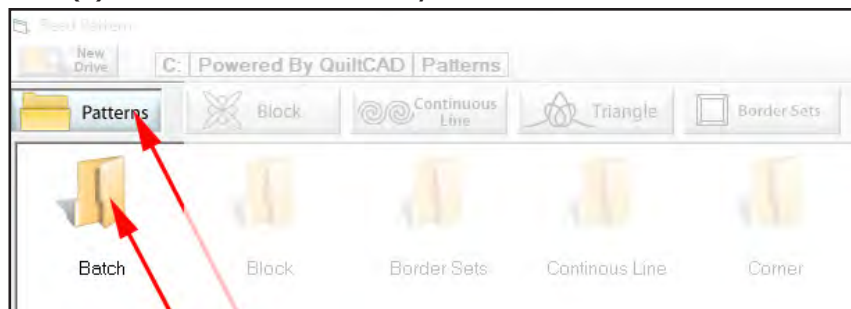 Read Pattern
New
Drive
C: | Powered By QuiltCAD | Patterns
Patterns
Block
Continuous
Line
Triangle
Border Sets
Batch
Block
Border Sets
Continous Line
Corner